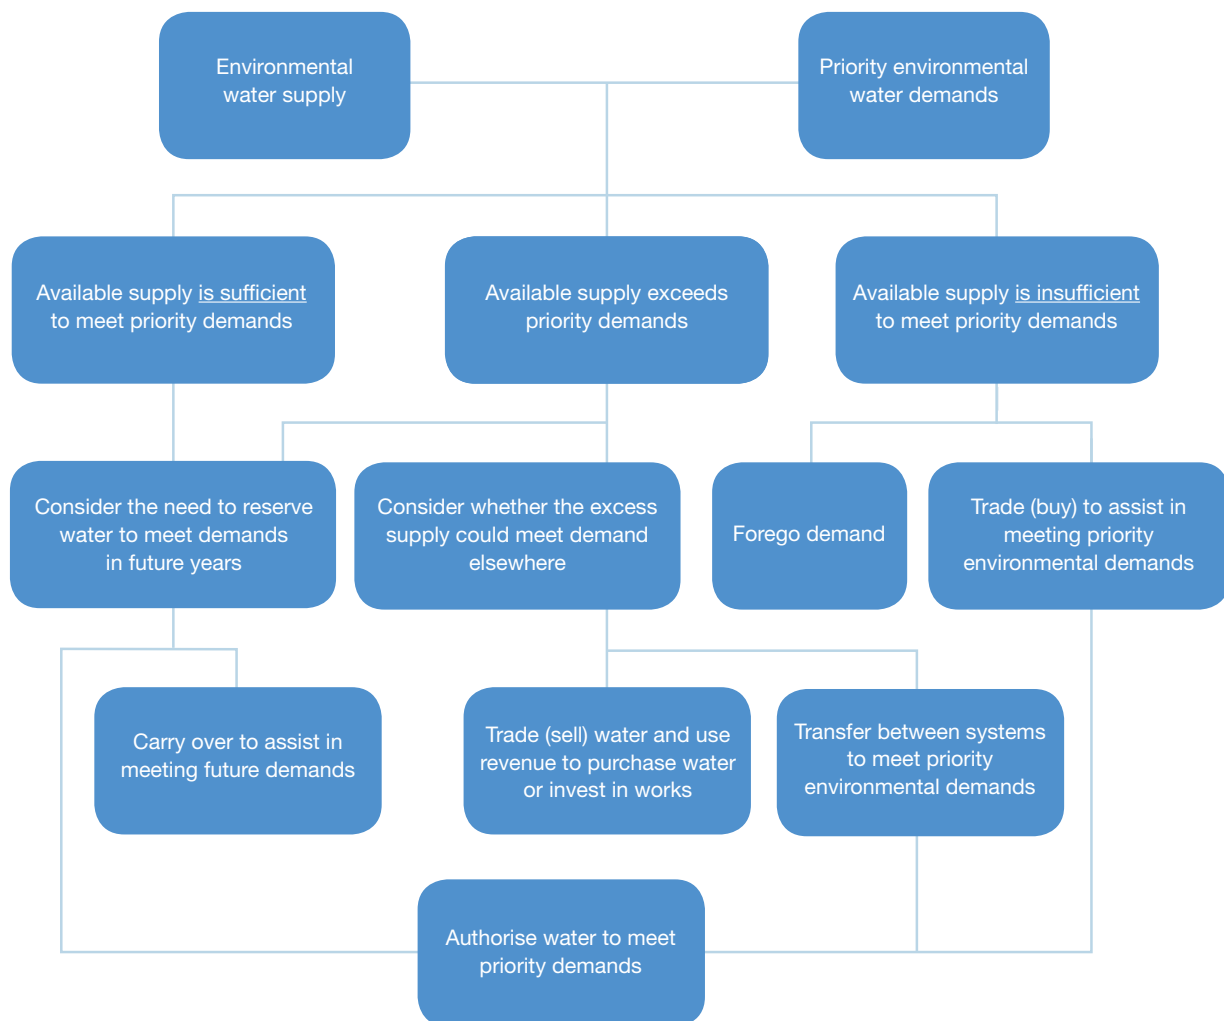 Environmental
water supply
Priority environmental
water demands
Available supply is sufficient
to meet priority demands
Available supply exceeds
priority demands
Available supply is insufficient
to meet priority demands
Consider the need to reserve
water to meet demands
in future years
Consider whether the excess
supply could meet demand
elsewhere
Forego demand
Trade (buy) to assist in
meeting priority
environmental demands
Carry over to assist in
meeting future demands
Trade (sell) water and use
revenue to purchase water
or invest in works
Transfer between systems
to meet priority
environmental demands
Authorise water to meet
priority demands